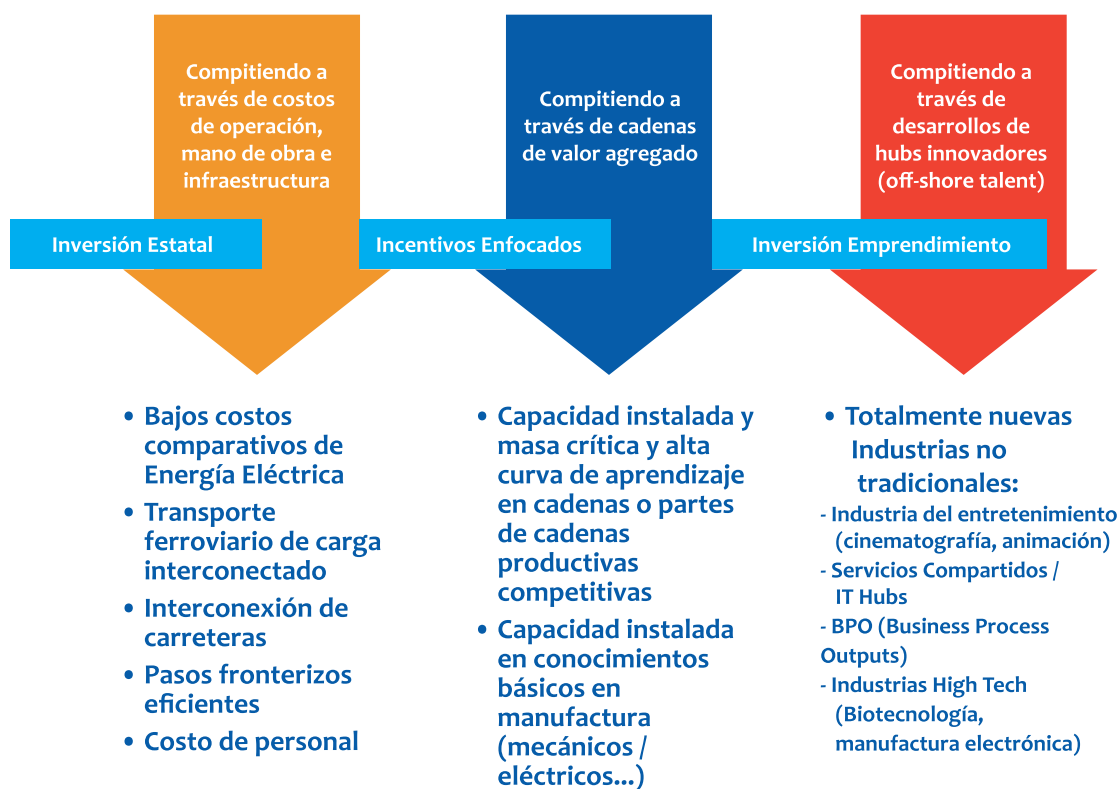 Compitiendo a
través de costos
de operación,
mano de obra e
infraestructura
Inversión Estatal
• Bajos costos
comparativos de
Energía Eléctrica
• Transporte
ferroviario de carga
interconectado
• Interconexión de
carreteras
• Pasos fronterizos
eficientes
• Costo de personal
Compitiendo a
través de cadenas
de valor agregado
Incentivos Enfocados
• Capacidad instalada y
masa crítica y alta
curva de aprendizaje
en cadenas o partes
de cadenas
productivas
competitivas
• Capacidad instalada
en conocimientos
básicos en
manufactura
(mecánicos /
eléctricos...)
Compitiendo a
través de
desarrollos de
hubs innovadores
(off-shore talent)
Inversión Emprendimiento
• Totalmente nuevas
Industrias no
tradicionales:
- Industria del entretenimiento
(cinematografía, animación)
- Servicios Compartidos /
IT Hubs
- BPO (Business Process
Outputs)
- Industrias High Tech
(Biotecnología,
manufactura electrónica)